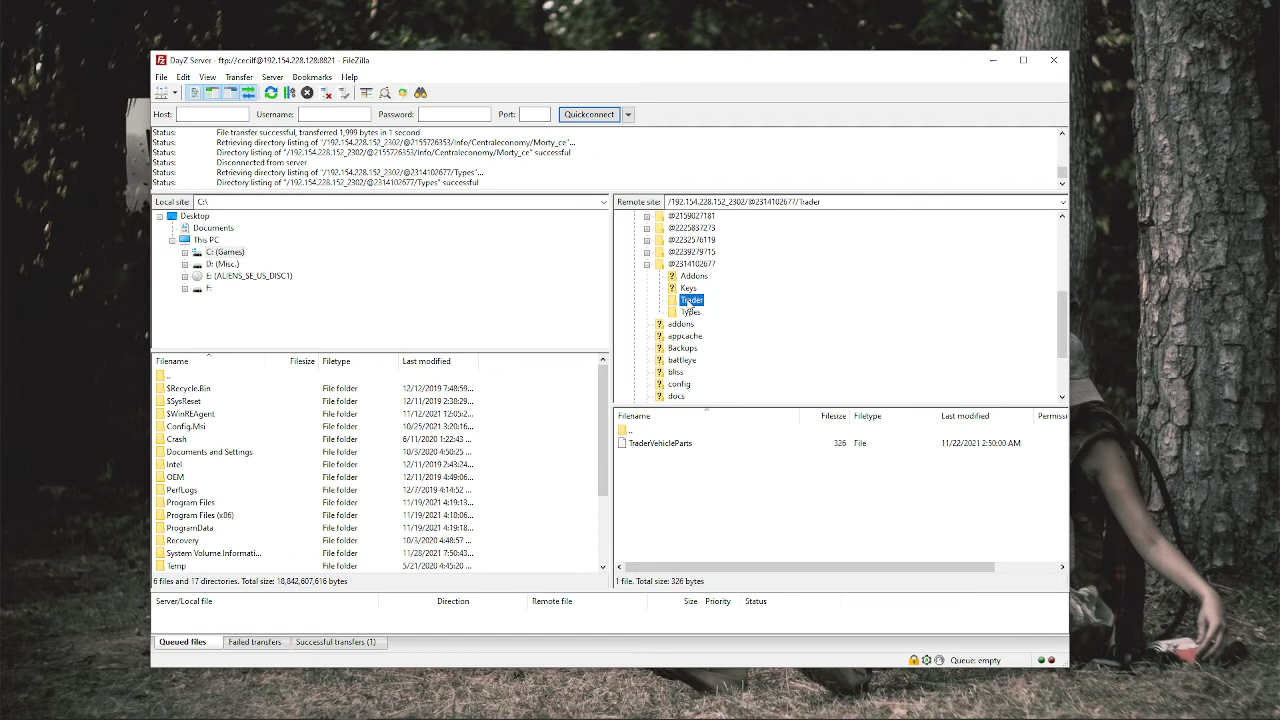 DayZ Server - ftp://cecilf@192.154.228.128:8821 - FileZilla
File Edit View Transfer Server Bookmarks Help
Host: Username: Password: Port: Quickconnect
Status: File transfer successful, transferred 1,999 bytes in 1 second
Status: Retrieving directory listing of "/192.154.228.152_2302/@2155726353/Info/Centraleconomy/Morty_ce"...
Status: Directory listing of "/192.154.228.152_2302/@2155726353/Info/Centraleconomy/Morty_ce" successful
Status: Disconnected from server
Status: Retrieving directory listing of "/192.154.228.152_2302/@2314102677/Types"...
Status: Directory listing of "/192.154.228.152_2302/@2314102677/Types" successful
Local site: C:\
Desktop
Documents
This PC
C: (Games)
D: (Misc.)
E: (ALIENS_SE_US_DISC1)
F:
Filename Filesize Filetype Last modified
..
$Recycle.Bin File folder 12/12/2019 7:48:59...
$SysReset File folder 12/11/2019 2:38:29...
$WinREAgent File folder 11/12/2021 12:05:2...
Config.Msi File folder 10/25/2021 3:20:16...
Crash File folder 6/11/2020 1:22:43 ...
Documents and Settings File folder 10/3/2020 4:50:25 ...
Intel File folder 12/11/2019 2:43:24...
OEM File folder 12/11/2019 4:49:06...
PerfLogs File folder 12/7/2019 4:14:52 ...
Program Files File folder 11/19/2021 4:19:13...
Program Files (x86) File folder 11/19/2021 4:18:06...
ProgramData File folder 11/19/2021 4:19:18...
Recovery File folder 10/3/2020 4:48:57 ...
System Volume Informati... File folder 11/28/2021 7:50:43...
Temp File folder 5/21/2020 4:45:20 ...
6 files and 17 directories. Total size: 18,842,607,616 bytes
Remote site: /192.154.228.152_2302/@2314102677/Trader
@2159027181
@2225837273
@2232576119
@2239279715
@2314102677
Addons
Keys
Trader
Types
addons
appcache
Backups
battleye
bliss
config
docs
Filename Filesize Filetype Last modified Permissi
..
TraderVehicleParts 326 File 11/22/2021 2:50:00 AM
1 file. Total size: 326 bytes
Server/Local file Direction Remote file Size Priority Status
Queued files Failed transfers Successful transfers (1)
Queue: empty